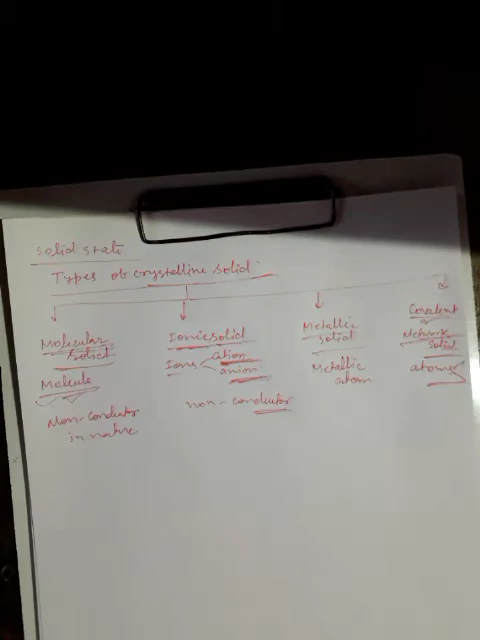 Solid state
Types of crystalline solid
Molecular
solid
Molecule
Non-conductor
in nature
Ionic solid
Ions cation
anion
non-conductor
Metallic
solid
Metallic
atom
Covalent
or
Network
solid
atoms